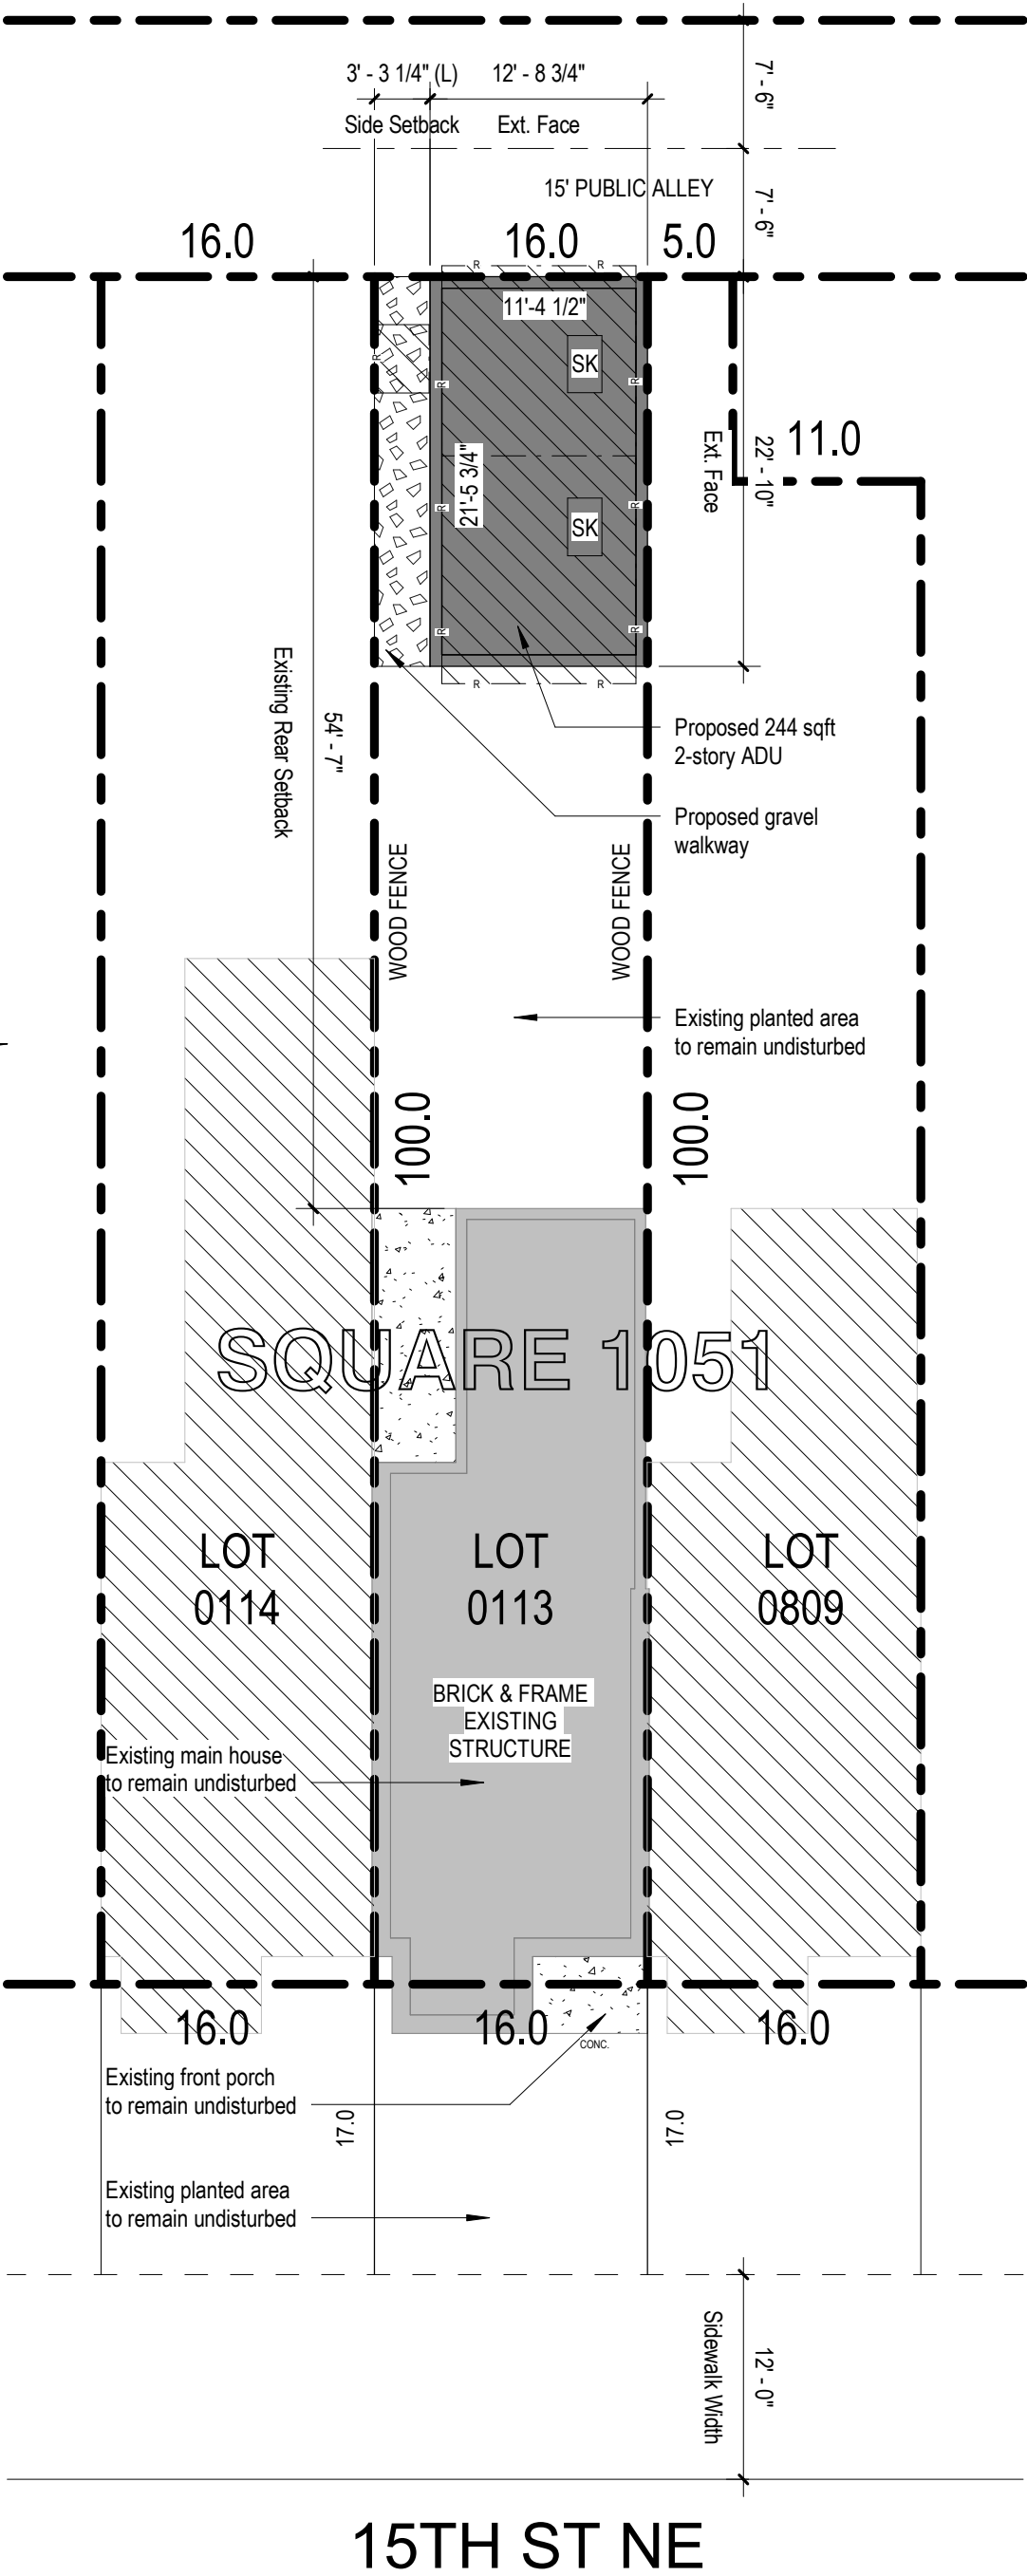 3' - 3 1/4" (L)
12' - 8 3/4"
7' - 6"
Side Setback
Ext. Face
15' PUBLIC ALLEY
7' - 6"
16.0
16.0
5.0
R
R
11'-4 1/2"
SK
R
R
R
11.0
22' - 10"
Ext. Face
21'-5 3/4"
R
R
SK
R
R
R
R
Existing Rear Setback
54' - 7"
Proposed 244 sqft
2-story ADU
Proposed gravel
walkway
WOOD FENCE
WOOD FENCE
Existing planted area
to remain undisturbed
100.0
100.0
SQUARE 1051
LOT
0114
LOT
0113
LOT
0809
BRICK & FRAME
EXISTING
STRUCTURE
Existing main house
to remain undisturbed
16.0
16.0
16.0
CONC.
Existing front porch
to remain undisturbed
17.0
17.0
Existing planted area
to remain undisturbed
Sidewalk Width
12' - 0"
15TH ST NE